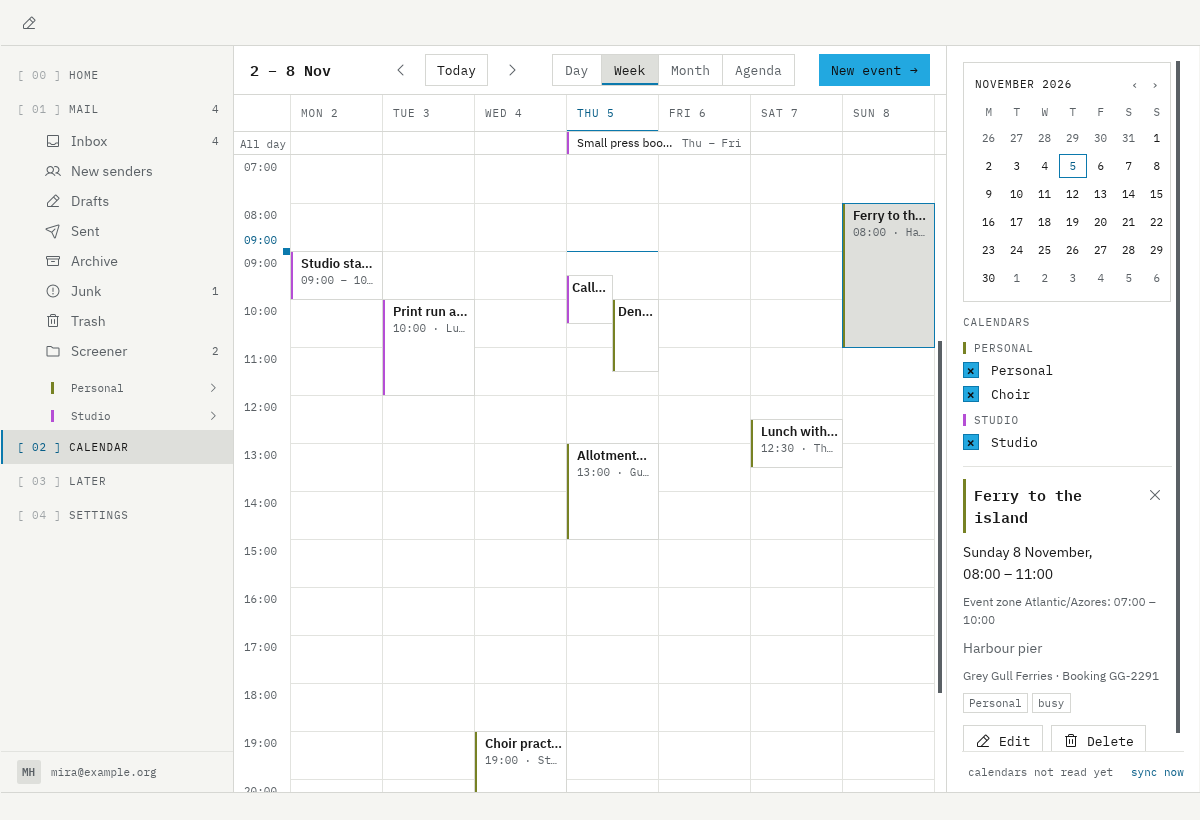 [ 00 ] HOME
[ 01 ] MAIL 4
Inbox 4
New senders
Drafts
Sent
Archive
Junk 1
Trash
Screener 2
Personal
Studio
[ 02 ] CALENDAR
[ 03 ] LATER
[ 04 ] SETTINGS
MH mira@example.org
2 – 8 Nov
Today
Day Week Month Agenda
New event →
MON 2 TUE 3 WED 4 THU 5 FRI 6 SAT 7 SUN 8
All day
Small press boo… Thu – Fri
07:00
08:00
09:00
09:00
10:00
11:00
12:00
13:00
14:00
15:00
16:00
17:00
18:00
19:00
20:00
Studio sta…
09:00 – 10…
Print run a…
10:00 · Lu…
Choir pract…
19:00 · St…
Call…
Den…
Allotment…
13:00 · Gu…
Lunch with…
12:30 · Th…
Ferry to th…
08:00 · Ha…
NOVEMBER 2026 ‹ ›
M T W T F S S
26 27 28 29 30 31 1
2 3 4 5 6 7 8
9 10 11 12 13 14 15
16 17 18 19 20 21 22
23 24 25 26 27 28 29
30 1 2 3 4 5 6
CALENDARS
PERSONAL
Personal
Choir
STUDIO
Studio
Ferry to the
island
Sunday 8 November,
08:00 – 11:00
Event zone Atlantic/Azores: 07:00 –
10:00
Harbour pier
Grey Gull Ferries · Booking GG-2291
Personal busy
Edit Delete
calendars not read yet sync now